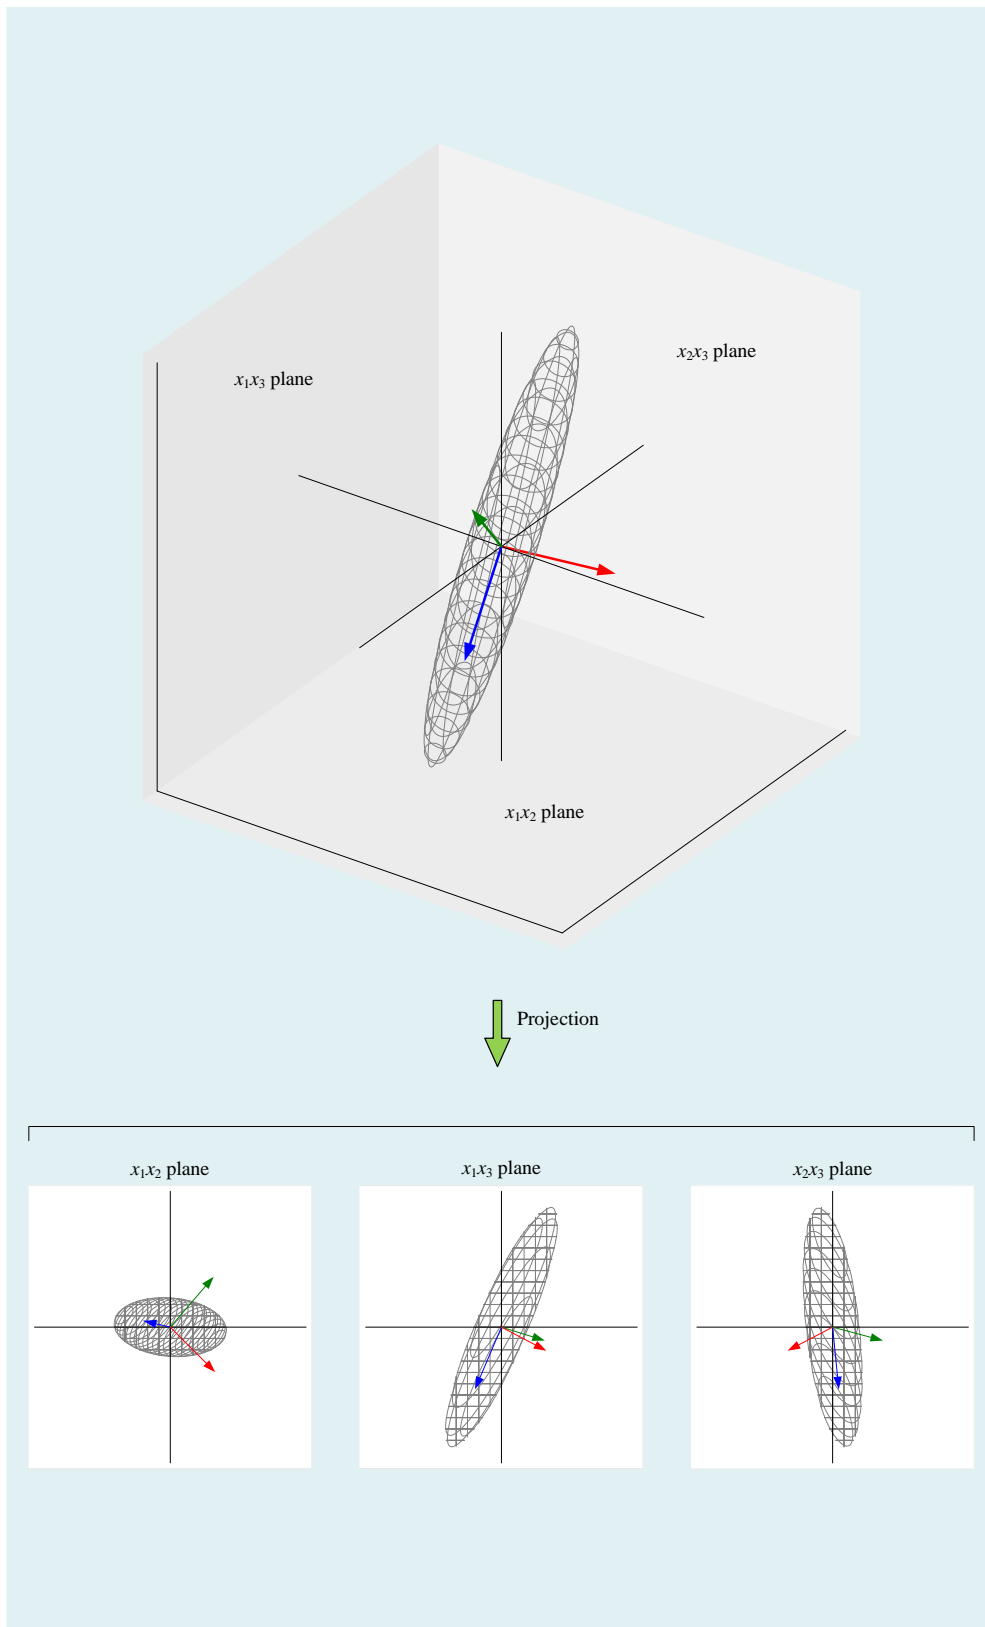 x₂x₃ plane
x₁x₃ plane
x₁x₂ plane
Projection
x₁x₂ plane
x₁x₃ plane
x₂x₃ plane